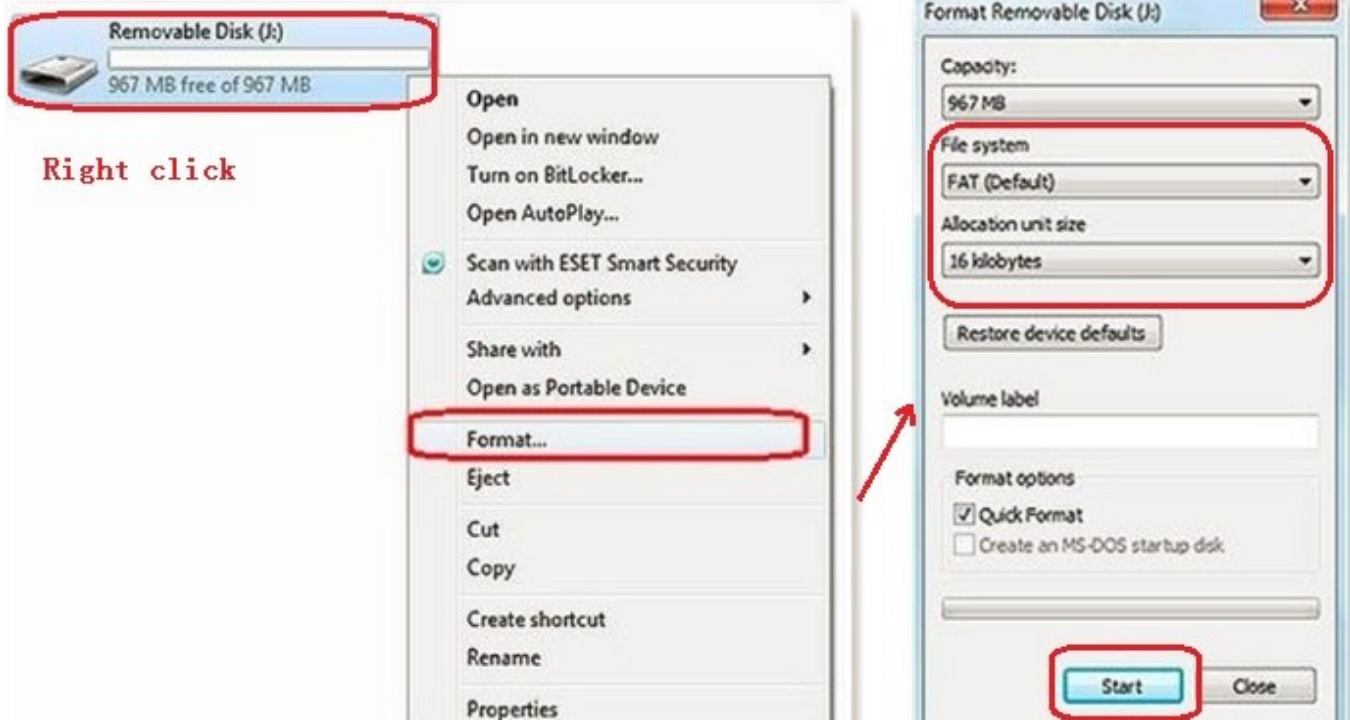 Removable Disk (J:)
967 MB free of 967 MB
Right click
Open
Open in new window
Turn on BitLocker...
Open AutoPlay...
Scan with ESET Smart Security
Advanced options
Share with
Open as Portable Device
Format...
Eject
Cut
Copy
Create shortcut
Rename
Properties
Format Removable Disk (J:)
Capacity:
967 MB
File system
FAT (Default)
Allocation unit size
16 kilobytes
Restore device defaults
Volume label
Format options
Quick Format
Create an MS-DOS startup disk
Start
Close